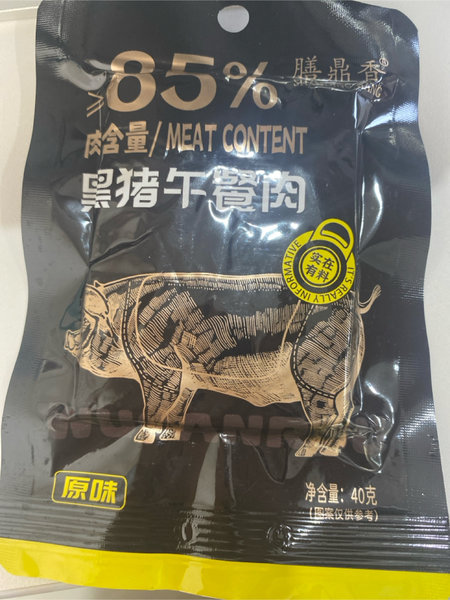 膳鼎香®
≥85%
肉含量/MEAT CONTENT
黑猪午餐肉
实在
有料
IT'S REALLY INFORMATIVE
原味
净含量：40克
（图案仅供参考）